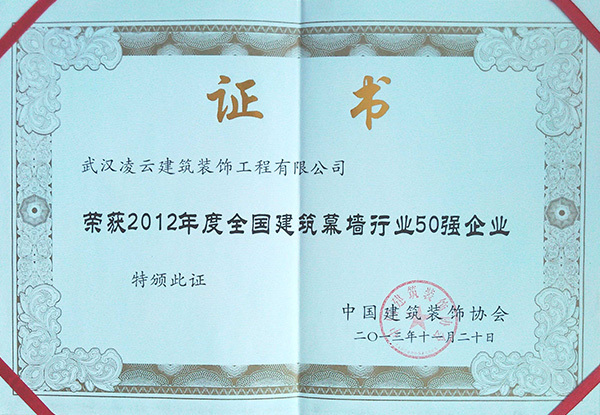 证书
武汉凌云建筑装饰工程有限公司
荣获2012年度全国建筑幕墙行业50强企业
特颁此证
中国建筑装饰协会
二〇一三年十一月二十日